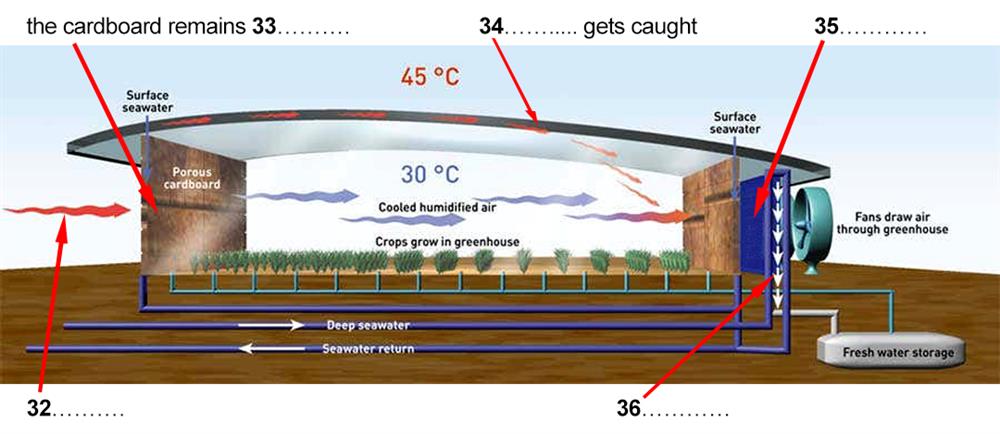 the cardboard remains 33..........
34............ gets caught
35............
45 °C
Surface
seawater
Surface
seawater
Porous
cardboard
30 °C
Cooled humidified air
Fans draw air
through greenhouse
Crops grow in greenhouse
Deep seawater
Seawater return
Fresh water storage
32..........
36............